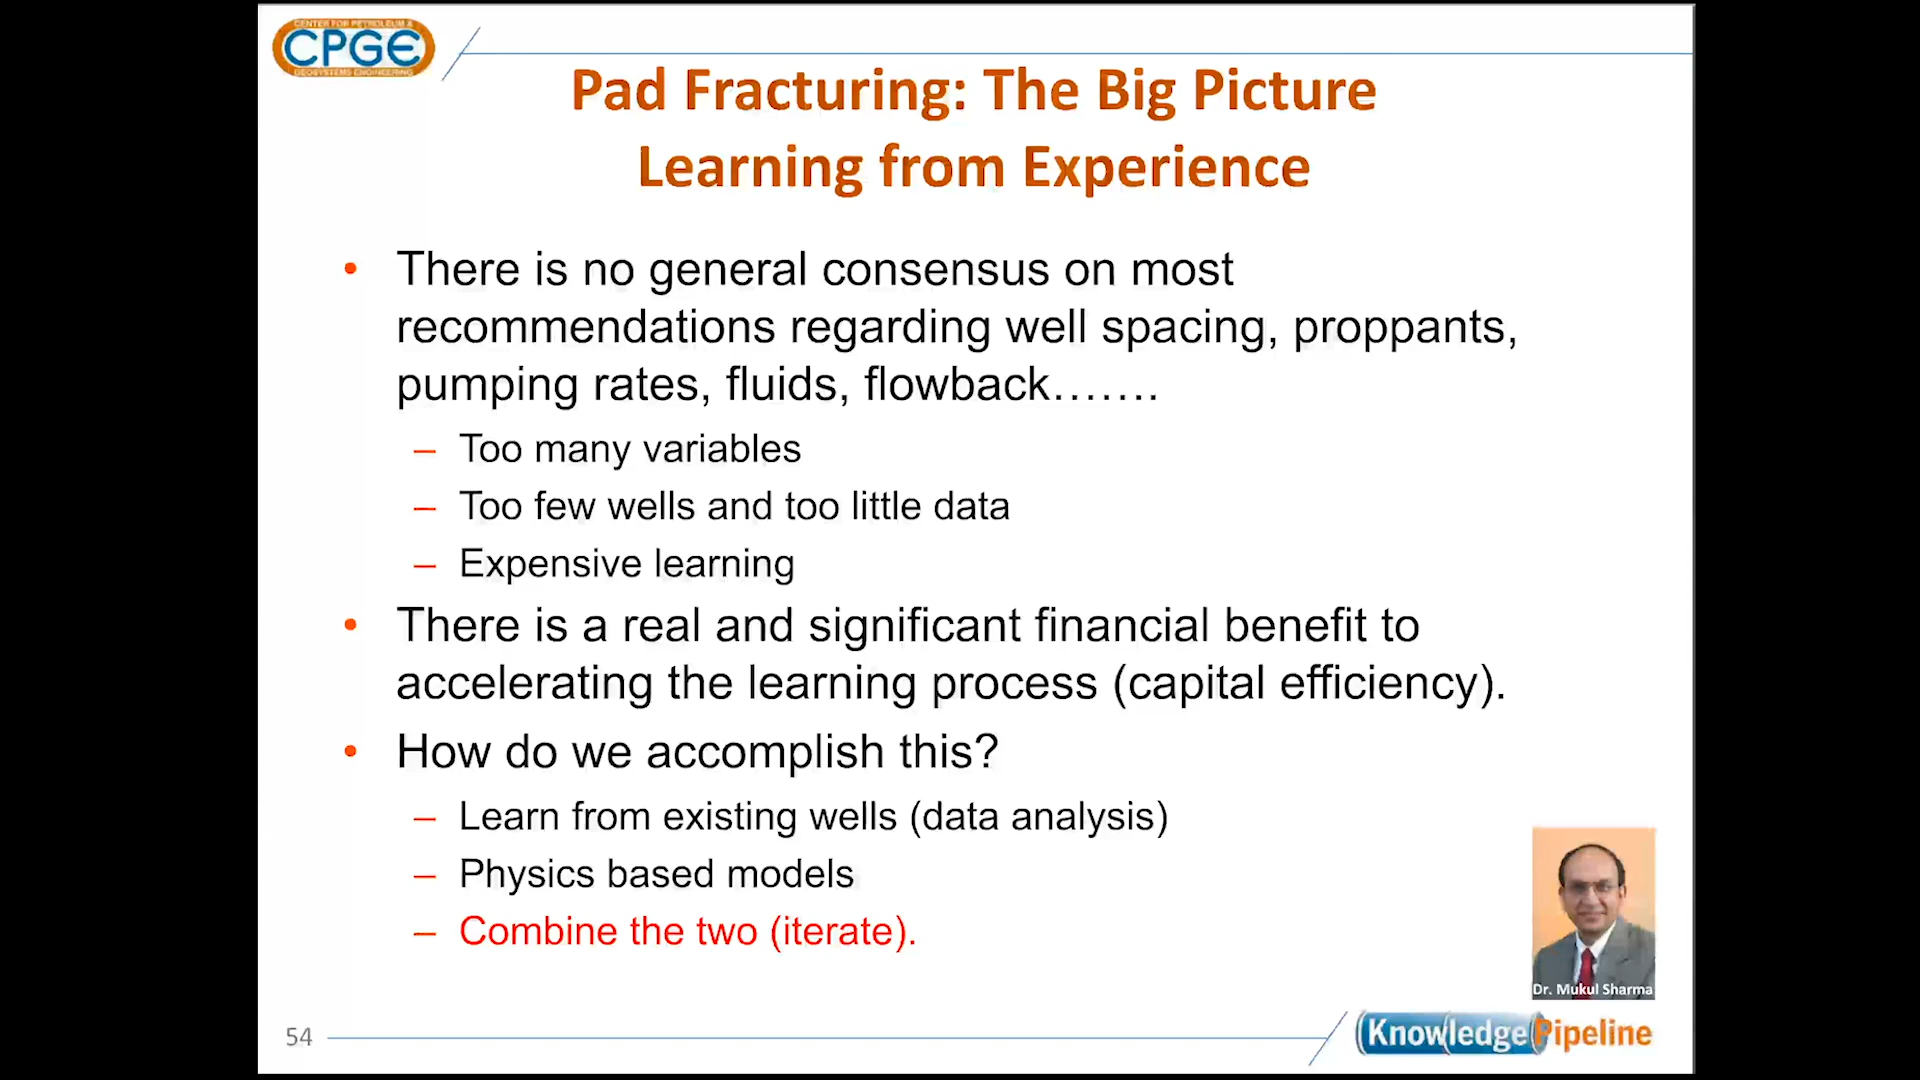 CENTER FOR PETROLEUM &
CPGE
GEOSYSTEMS ENGINEERING
Pad Fracturing: The Big Picture
Learning from Experience
• There is no general consensus on most
recommendations regarding well spacing, proppants,
pumping rates, fluids, flowback.......
– Too many variables
– Too few wells and too little data
– Expensive learning
• There is a real and significant financial benefit to
accelerating the learning process (capital efficiency).
• How do we accomplish this?
– Learn from existing wells (data analysis)
– Physics based models
– Combine the two (iterate).
Dr. Mukul Sharma
54
Knowledge Pipeline